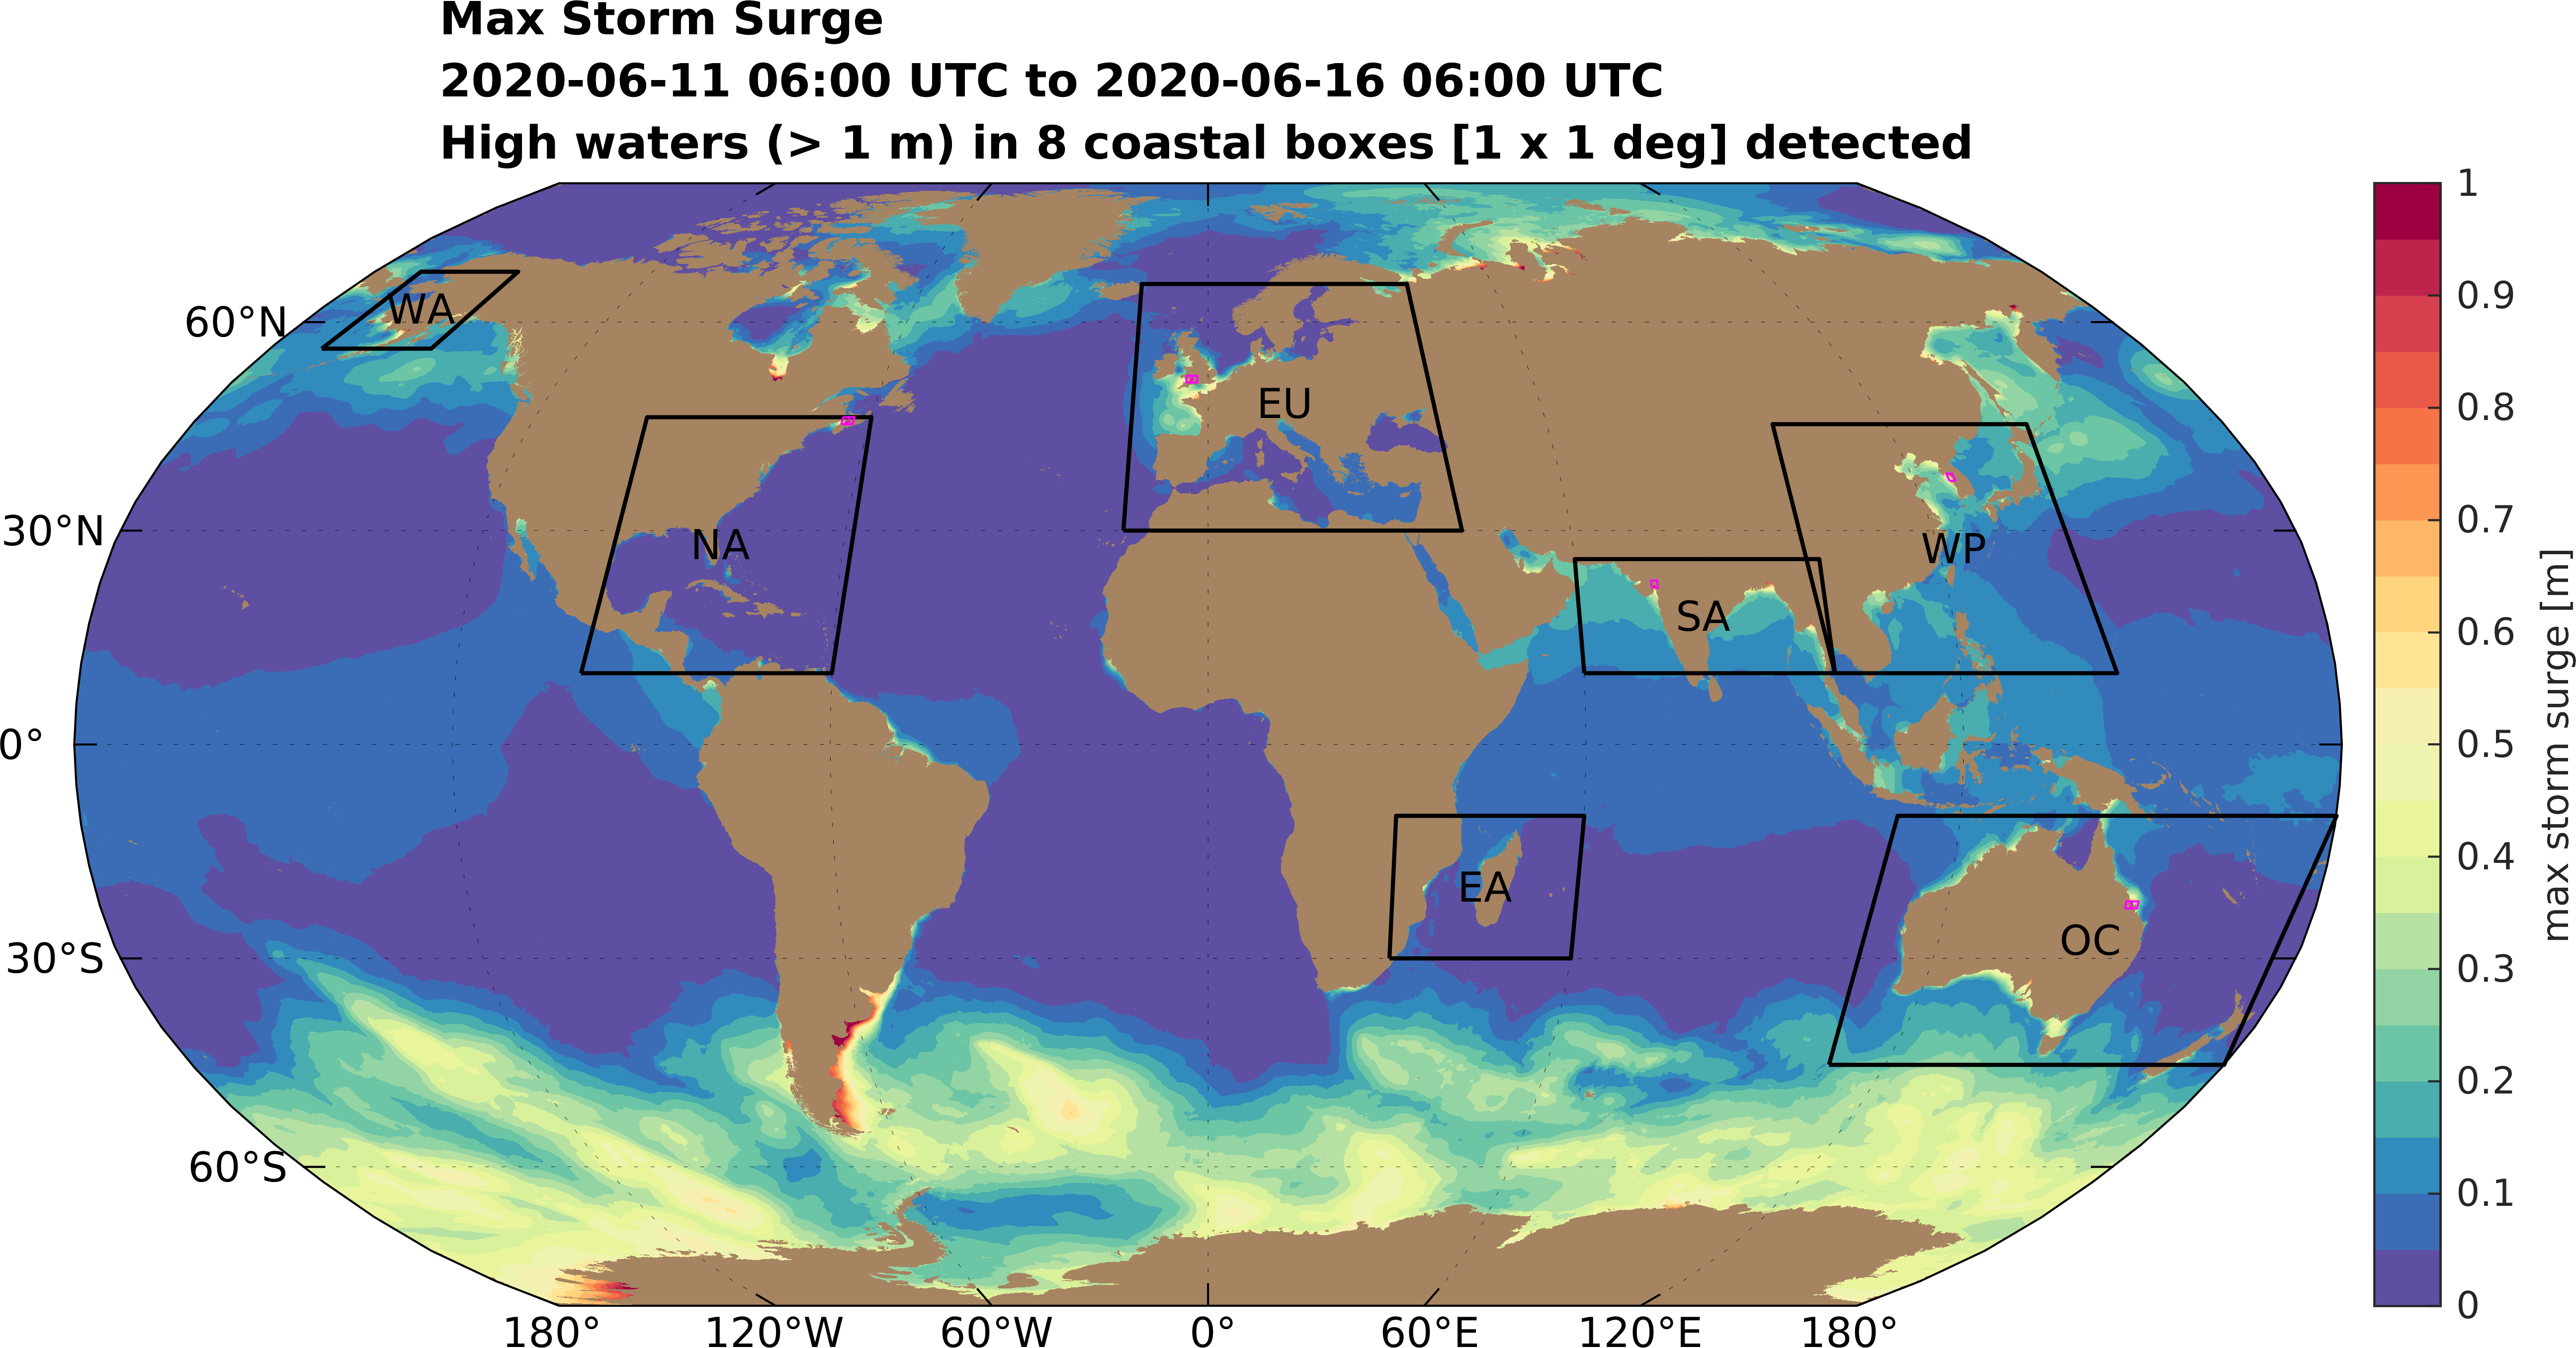 Max Storm Surge
2020-06-11 06:00 UTC to 2020-06-16 06:00 UTC
High waters (> 1 m) in 8 coastal boxes [1 x 1 deg] detected
60°N
30°N
0°
30°S
60°S
WA
EU
NA
WP
SA
EA
OC
180°
120°W
60°W
0°
60°E
120°E
180°
1
0.9
0.8
0.7
0.6
0.5
0.4
0.3
0.2
0.1
0
max storm surge [m]